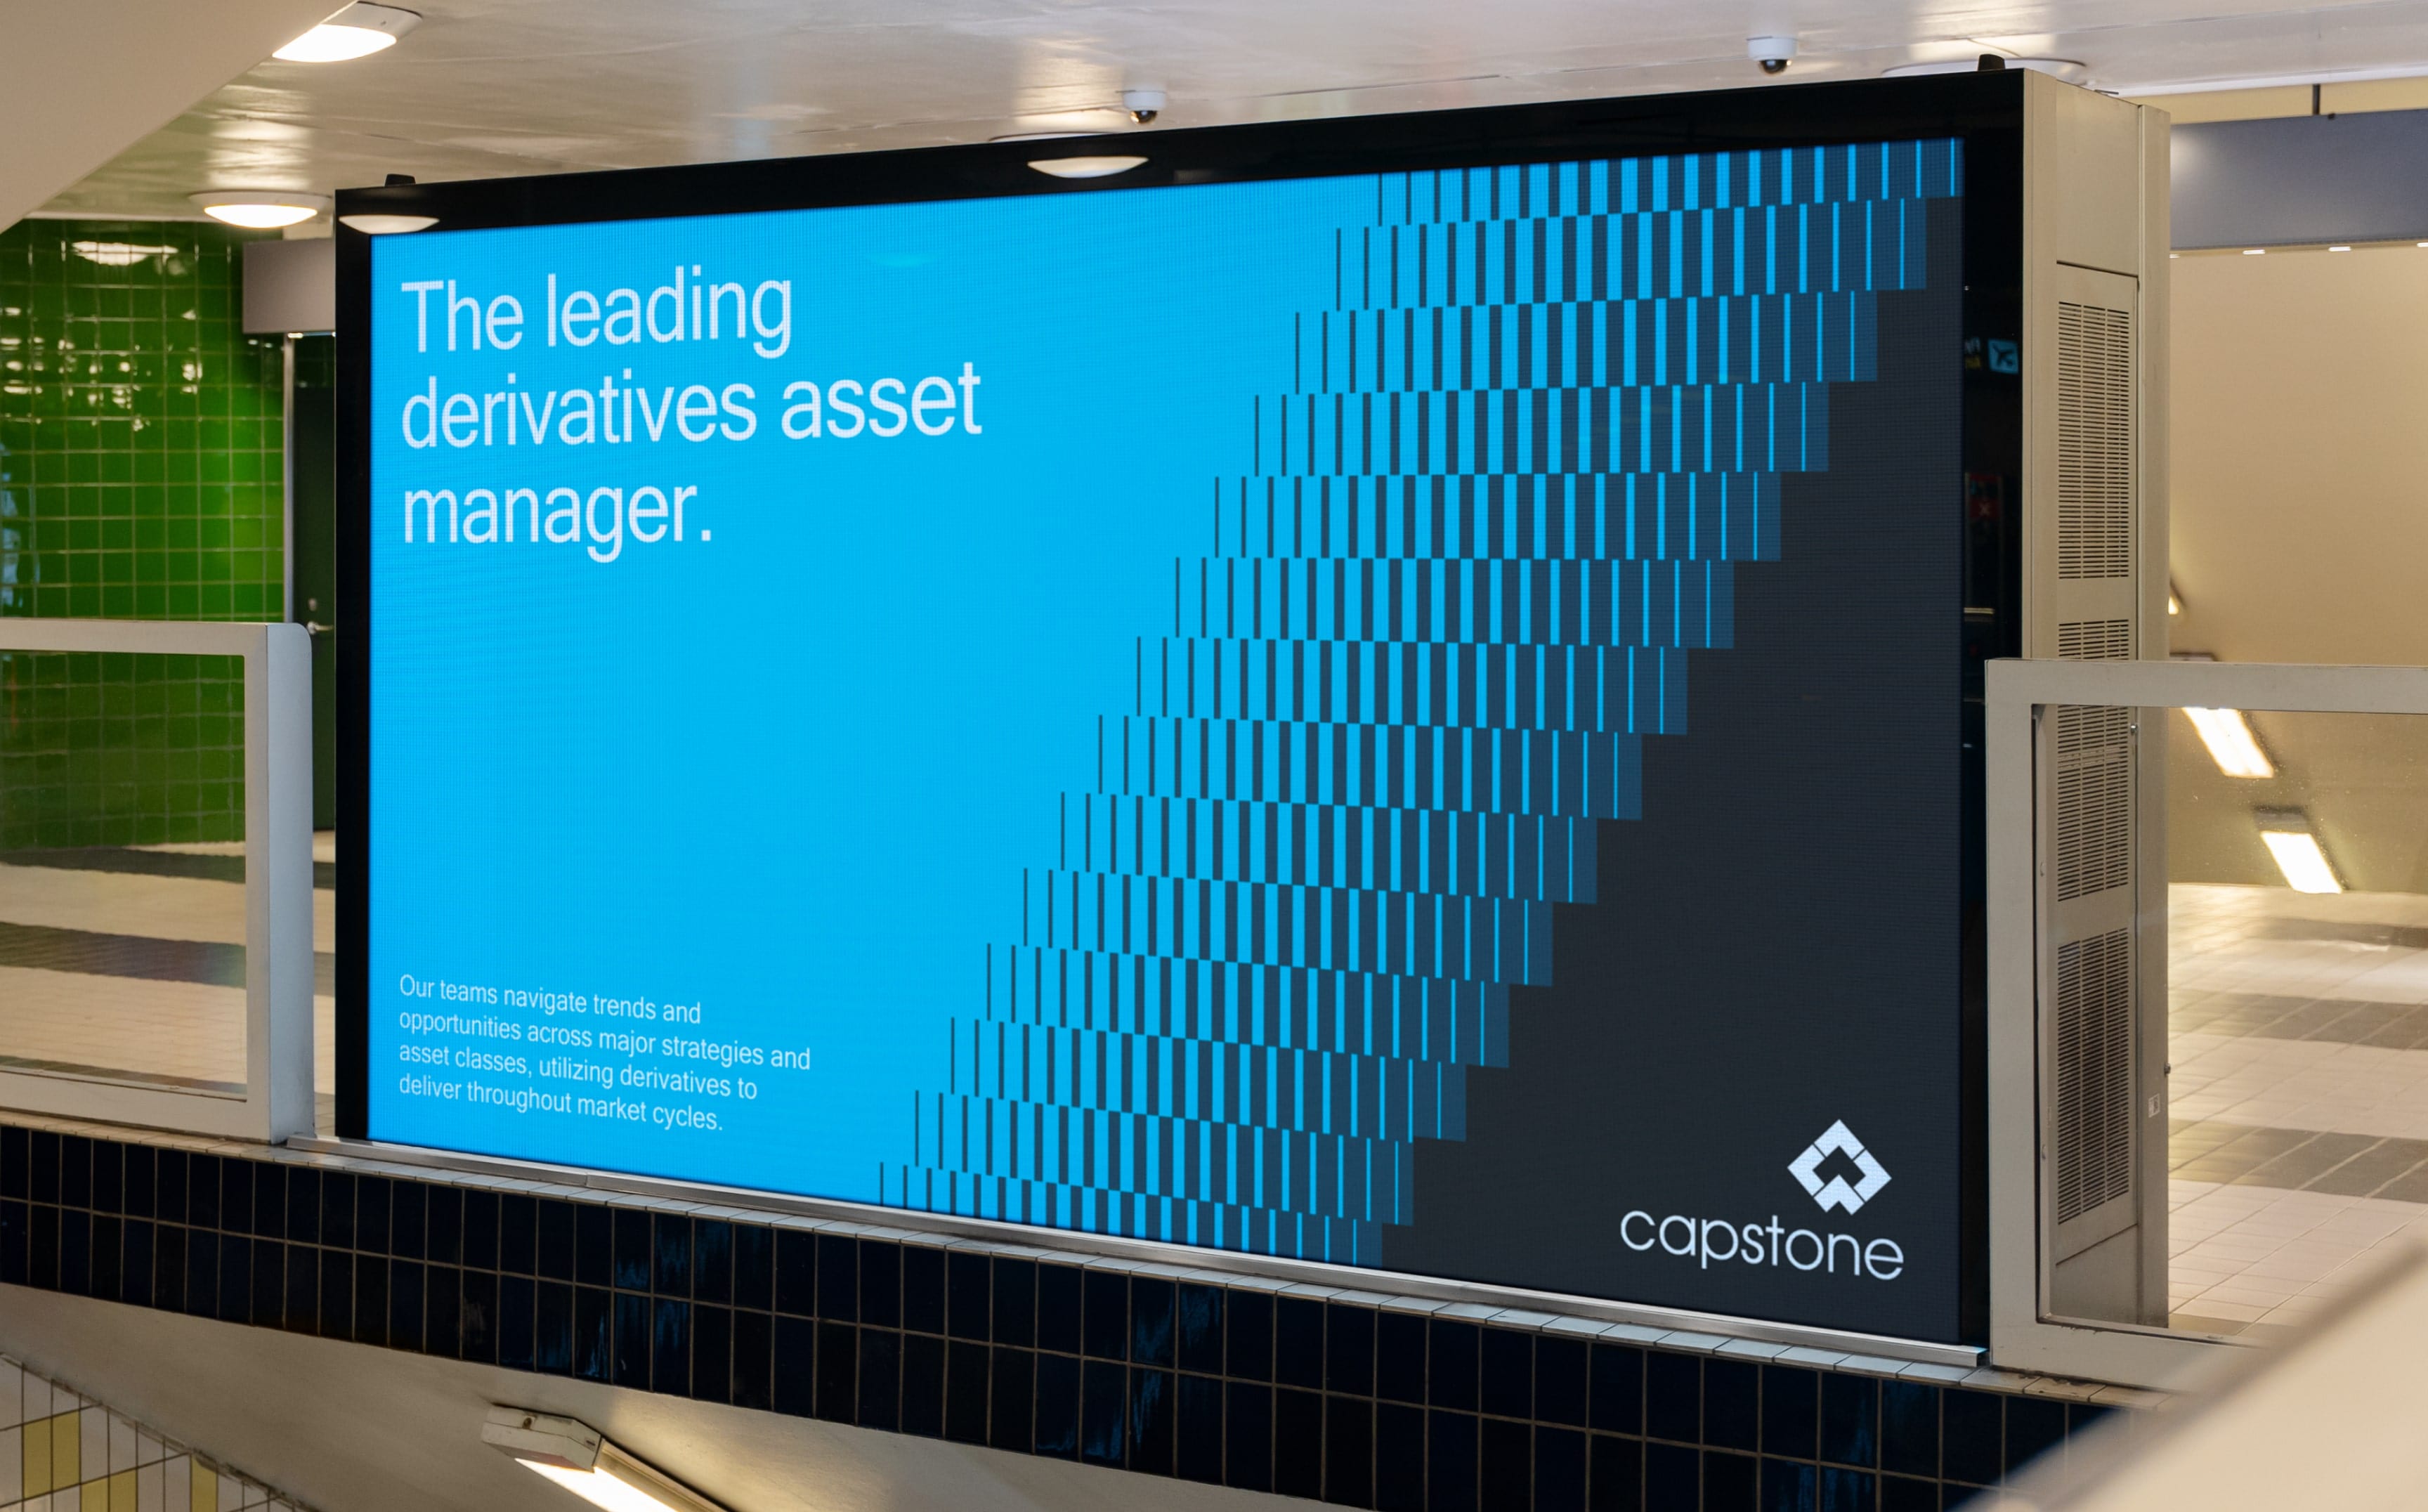 The leading
derivatives asset
manager.
Our teams navigate trends and
opportunities across major strategies and
asset classes, utilizing derivatives to
deliver throughout market cycles.
capstone